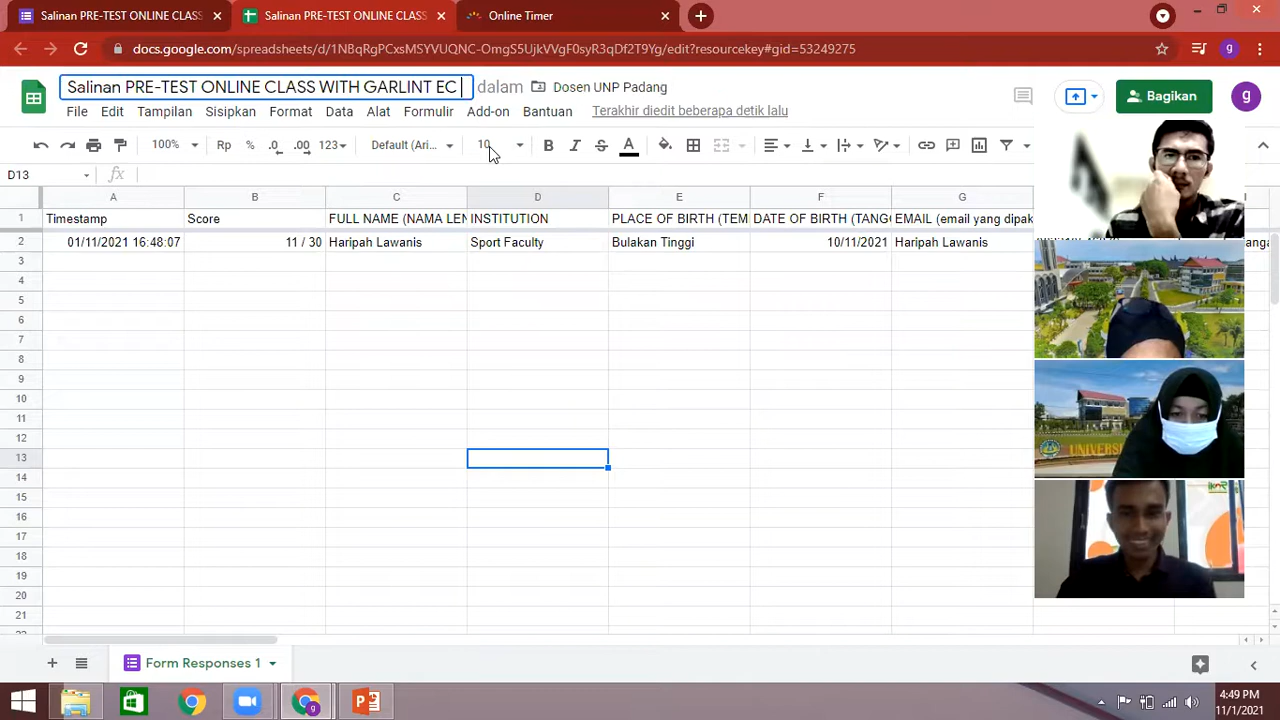 Salinan PRE-TEST ONLINE CLASS
Salinan PRE-TEST ONLINE CLASS
Online Timer
docs.google.com/spreadsheets/d/1NBqRgPCxsMSYVUQNC-OmgS5UjkVVgF0syR3qDf2T9Yg/edit?resourcekey#gid=53249275
g
Salinan PRE-TEST ONLINE CLASS WITH GARLINT EC
dalam
Dosen UNP Padang
File Edit Tampilan Sisipkan Format Data Alat Formulir Add-on Bantuan
Terakhir diedit beberapa detik lalu
Bagikan
g
100% Rp % .0 .00 123 Default (Ari... 10 B I S A
D13 fx
A B C D E F G
1 Timestamp Score FULL NAME (NAMA LEN INSTITUTION PLACE OF BIRTH (TEM DATE OF BIRTH (TANG EMAIL (email yang dipak
2 01/11/2021 16:48:07 11 / 30 Haripah Lawanis Sport Faculty Bulakan Tinggi 10/11/2021 Haripah Lawanis
3
4
5
6
7
8
9
10
11
12
13
14
15
16
17
18
19
20
21
UNIVERS
Form Responses 1
4:49 PM
11/1/2021